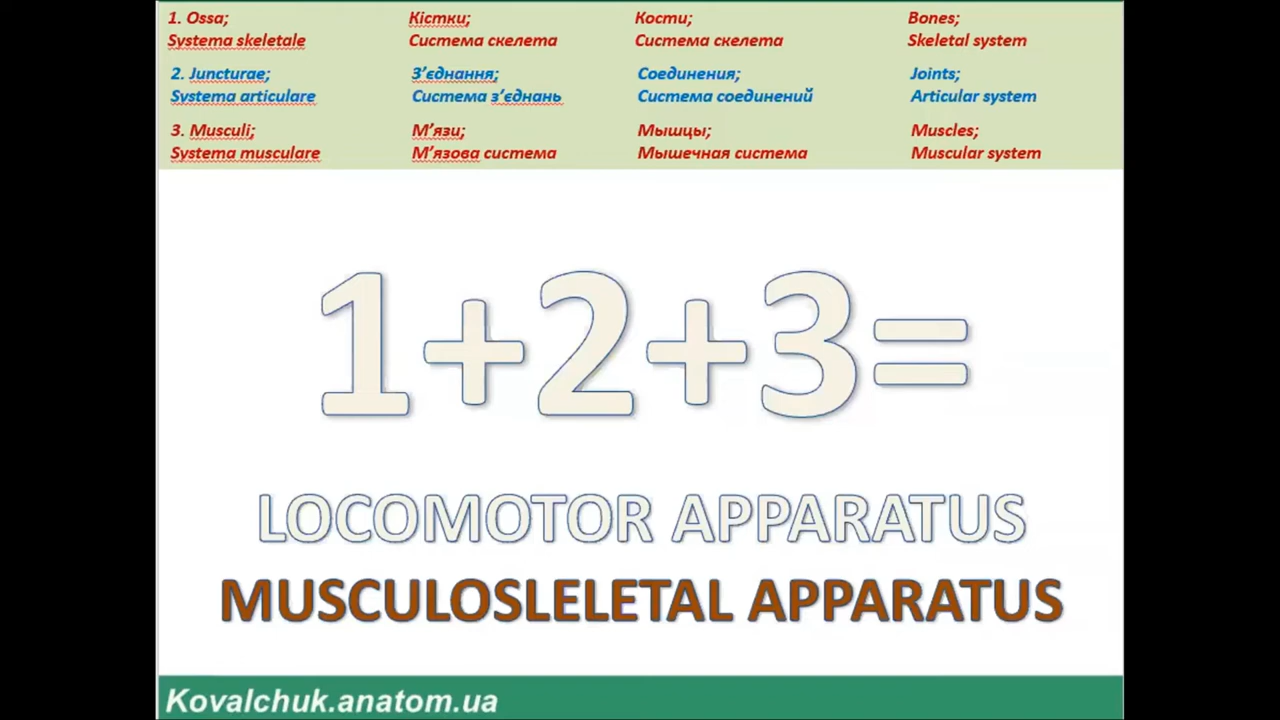 1. Ossa; Кістки; Кости; Bones;
Systema skeletale Система скелета Система скелета Skeletal system
2. Juncturae; З’єднання; Соединения; Joints;
Systema articulare Система з’єднань Система соединений Articular system
3. Musculi; М’язи; Мышцы; Muscles;
Systema musculare М’язова система Мышечная система Muscular system
1+2+3=
LOCOMOTOR APPARATUS
MUSCULOSLELETAL APPARATUS
Kovalchuk.anatom.ua